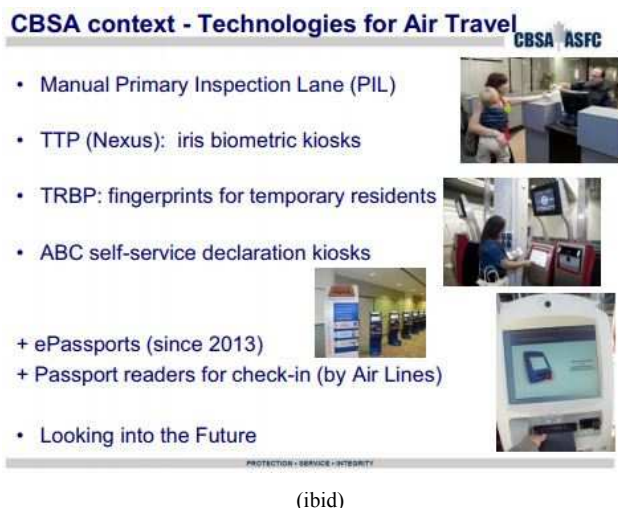 CBSA context - Technologies for Air Travel
CBSA ASFC
• Manual Primary Inspection Lane (PIL)
• TTP (Nexus): iris biometric kiosks
• TRBP: fingerprints for temporary residents
• ABC self-service declaration kiosks
+ ePassports (since 2013)
+ Passport readers for check-in (by Air Lines)
• Looking into the Future
PROTECTION • SERVICE • INTEGRITY
(ibid)